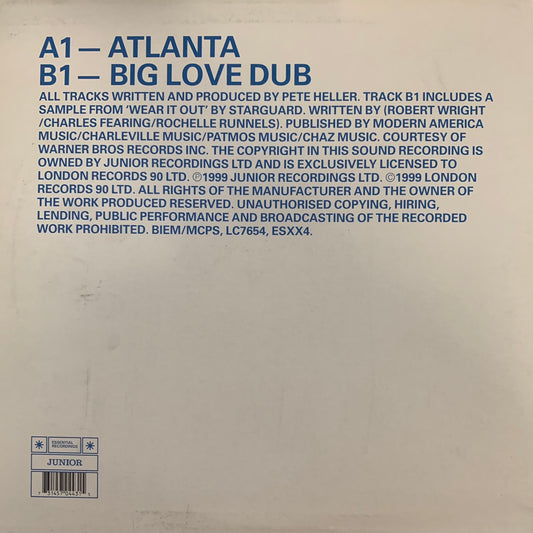 A1 — ATLANTA
B1 — BIG LOVE DUB
ALL TRACKS WRITTEN AND PRODUCED BY PETE HELLER. TRACK B1 INCLUDES A
SAMPLE FROM 'WEAR IT OUT' BY STARGUARD. WRITTEN BY (ROBERT WRIGHT
/CHARLES FEARING/ROCHELLE RUNNELS). PUBLISHED BY MODERN AMERICA
MUSIC/CHARLEVILLE MUSIC/PATMOS MUSIC/CHAZ MUSIC. COURTESY OF
WARNER BROS RECORDS INC. THE COPYRIGHT IN THIS SOUND RECORDING IS
OWNED BY JUNIOR RECORDINGS LTD AND IS EXCLUSIVELY LICENSED TO
LONDON RECORDS 90 LTD. ℗1999 JUNIOR RECORDINGS LTD. ©1999 LONDON
RECORDS 90 LTD. ALL RIGHTS OF THE MANUFACTURER AND THE OWNER OF
THE WORK PRODUCED RESERVED. UNAUTHORISED COPYING, HIRING,
LENDING, PUBLIC PERFORMANCE AND BROADCASTING OF THE RECORDED
WORK PROHIBITED. BIEM/MCPS, LC7654, ESXX4.
ESSENTIAL
RECORDINGS
JUNIOR